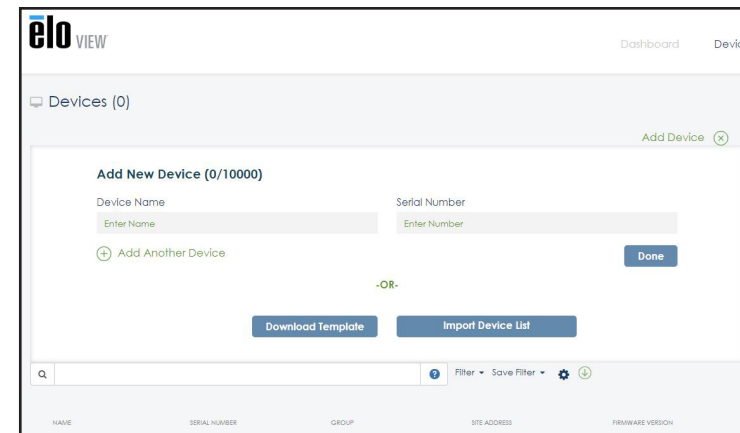 ēlo VIEW
Dashboard Devic
Devices (0)
Add Device
Add New Device (0/10000)
Device Name Serial Number
Enter Name Enter Number
Add Another Device Done
-OR-
Download Template Import Device List
? Filter Save Filter
NAME SERIAL NUMBER GROUP SITE ADDRESS FIRMWARE VERSION